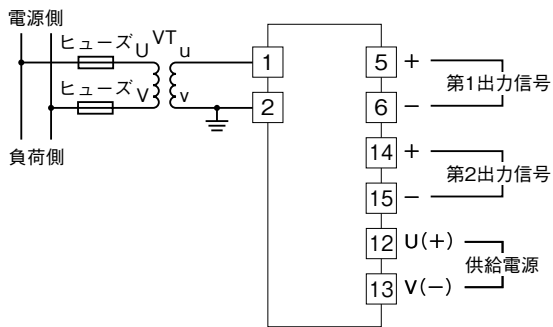 電源側
ヒューズ U VT u
1
ヒューズ V v
2
負荷側
5 +
第1出力信号
6 −
14 +
第2出力信号
15 −
12 U(+)
供給電源
13 V(−)